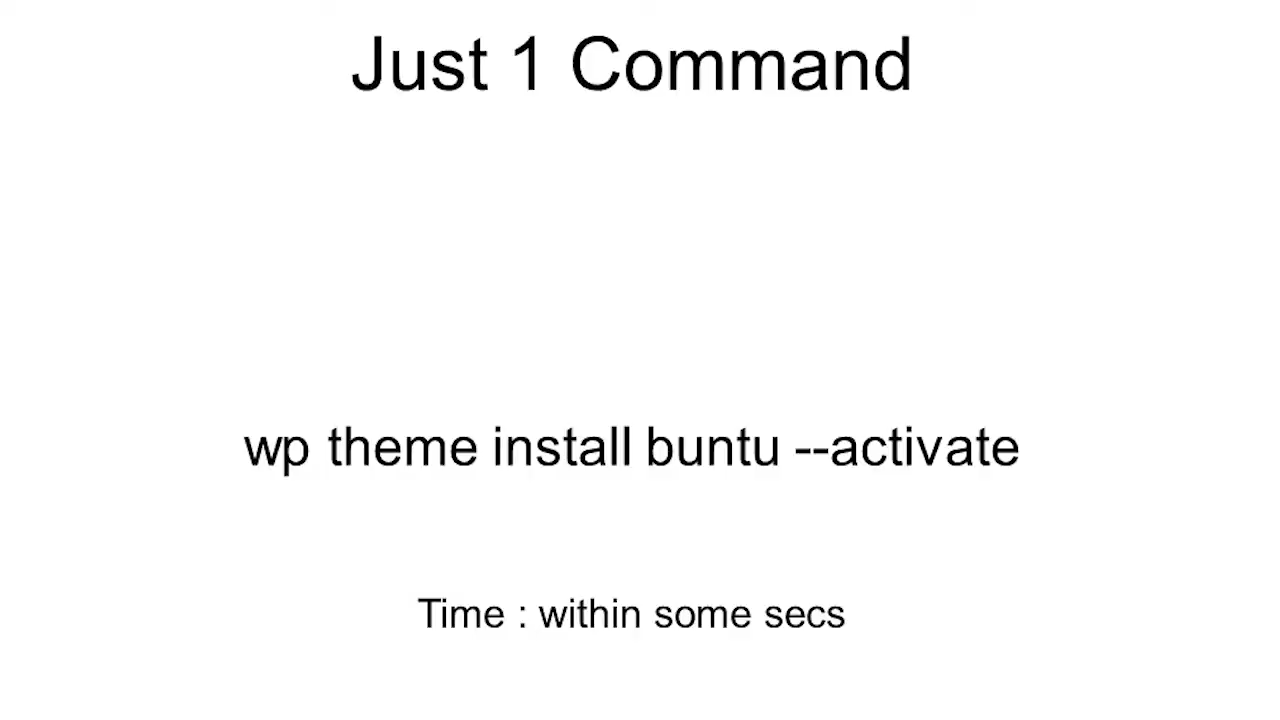 Just 1 Command
wp theme install buntu --activate
Time : within some secs